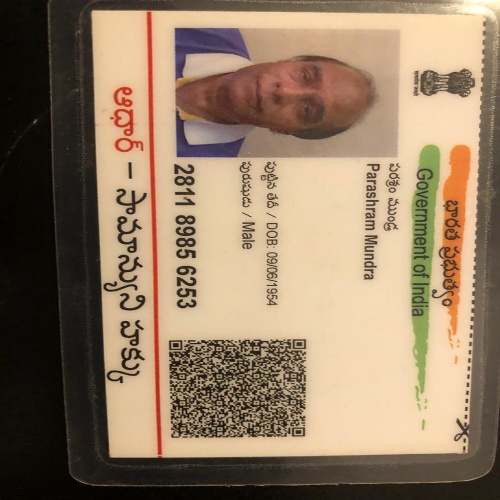 భారత ప్రభుత్వం
Government of India
పరశ్రం ముంద్ర
Parashram Mundra
పుట్టిన తేదీ / DOB: 09/06/1954
పురుషుడు / Male
2811 8985 6253
ఆధార్ – సామాన్యుని హక్కు